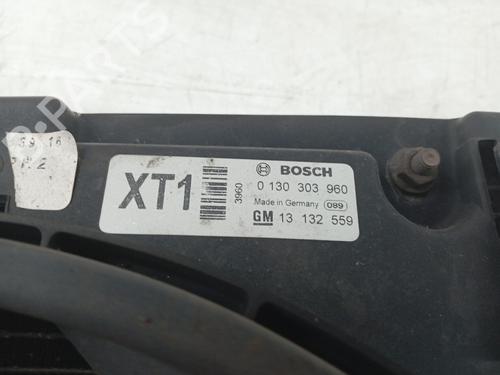 XT1
3960
BOSCH
0 130 303 960
Made in Germany 089
GM 13 132 559